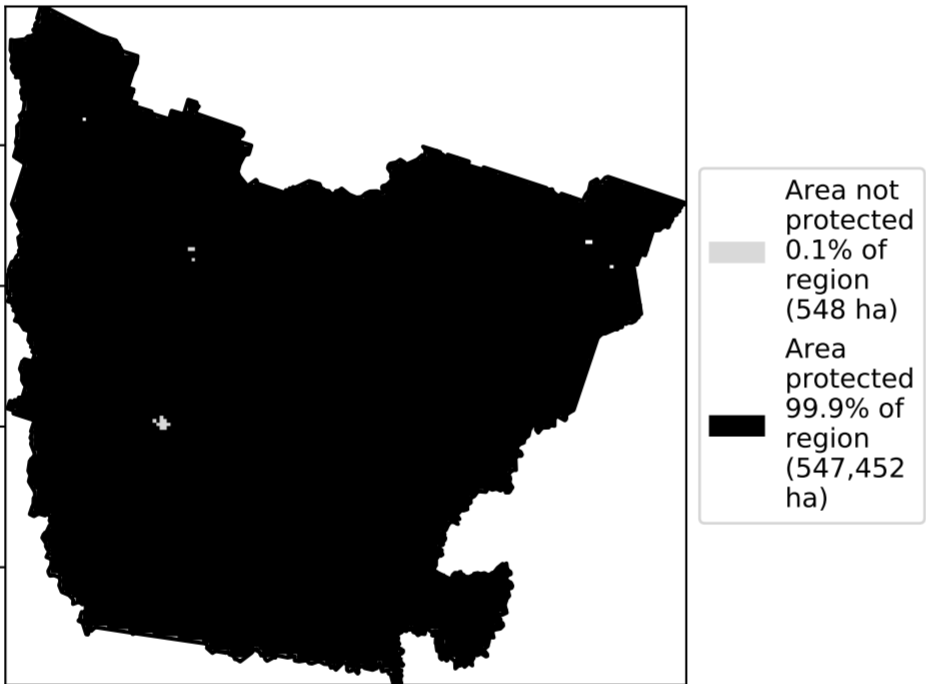 Area not
protected
0.1% of
region
(548 ha)
Area
protected
99.9% of
region
(547,452
ha)